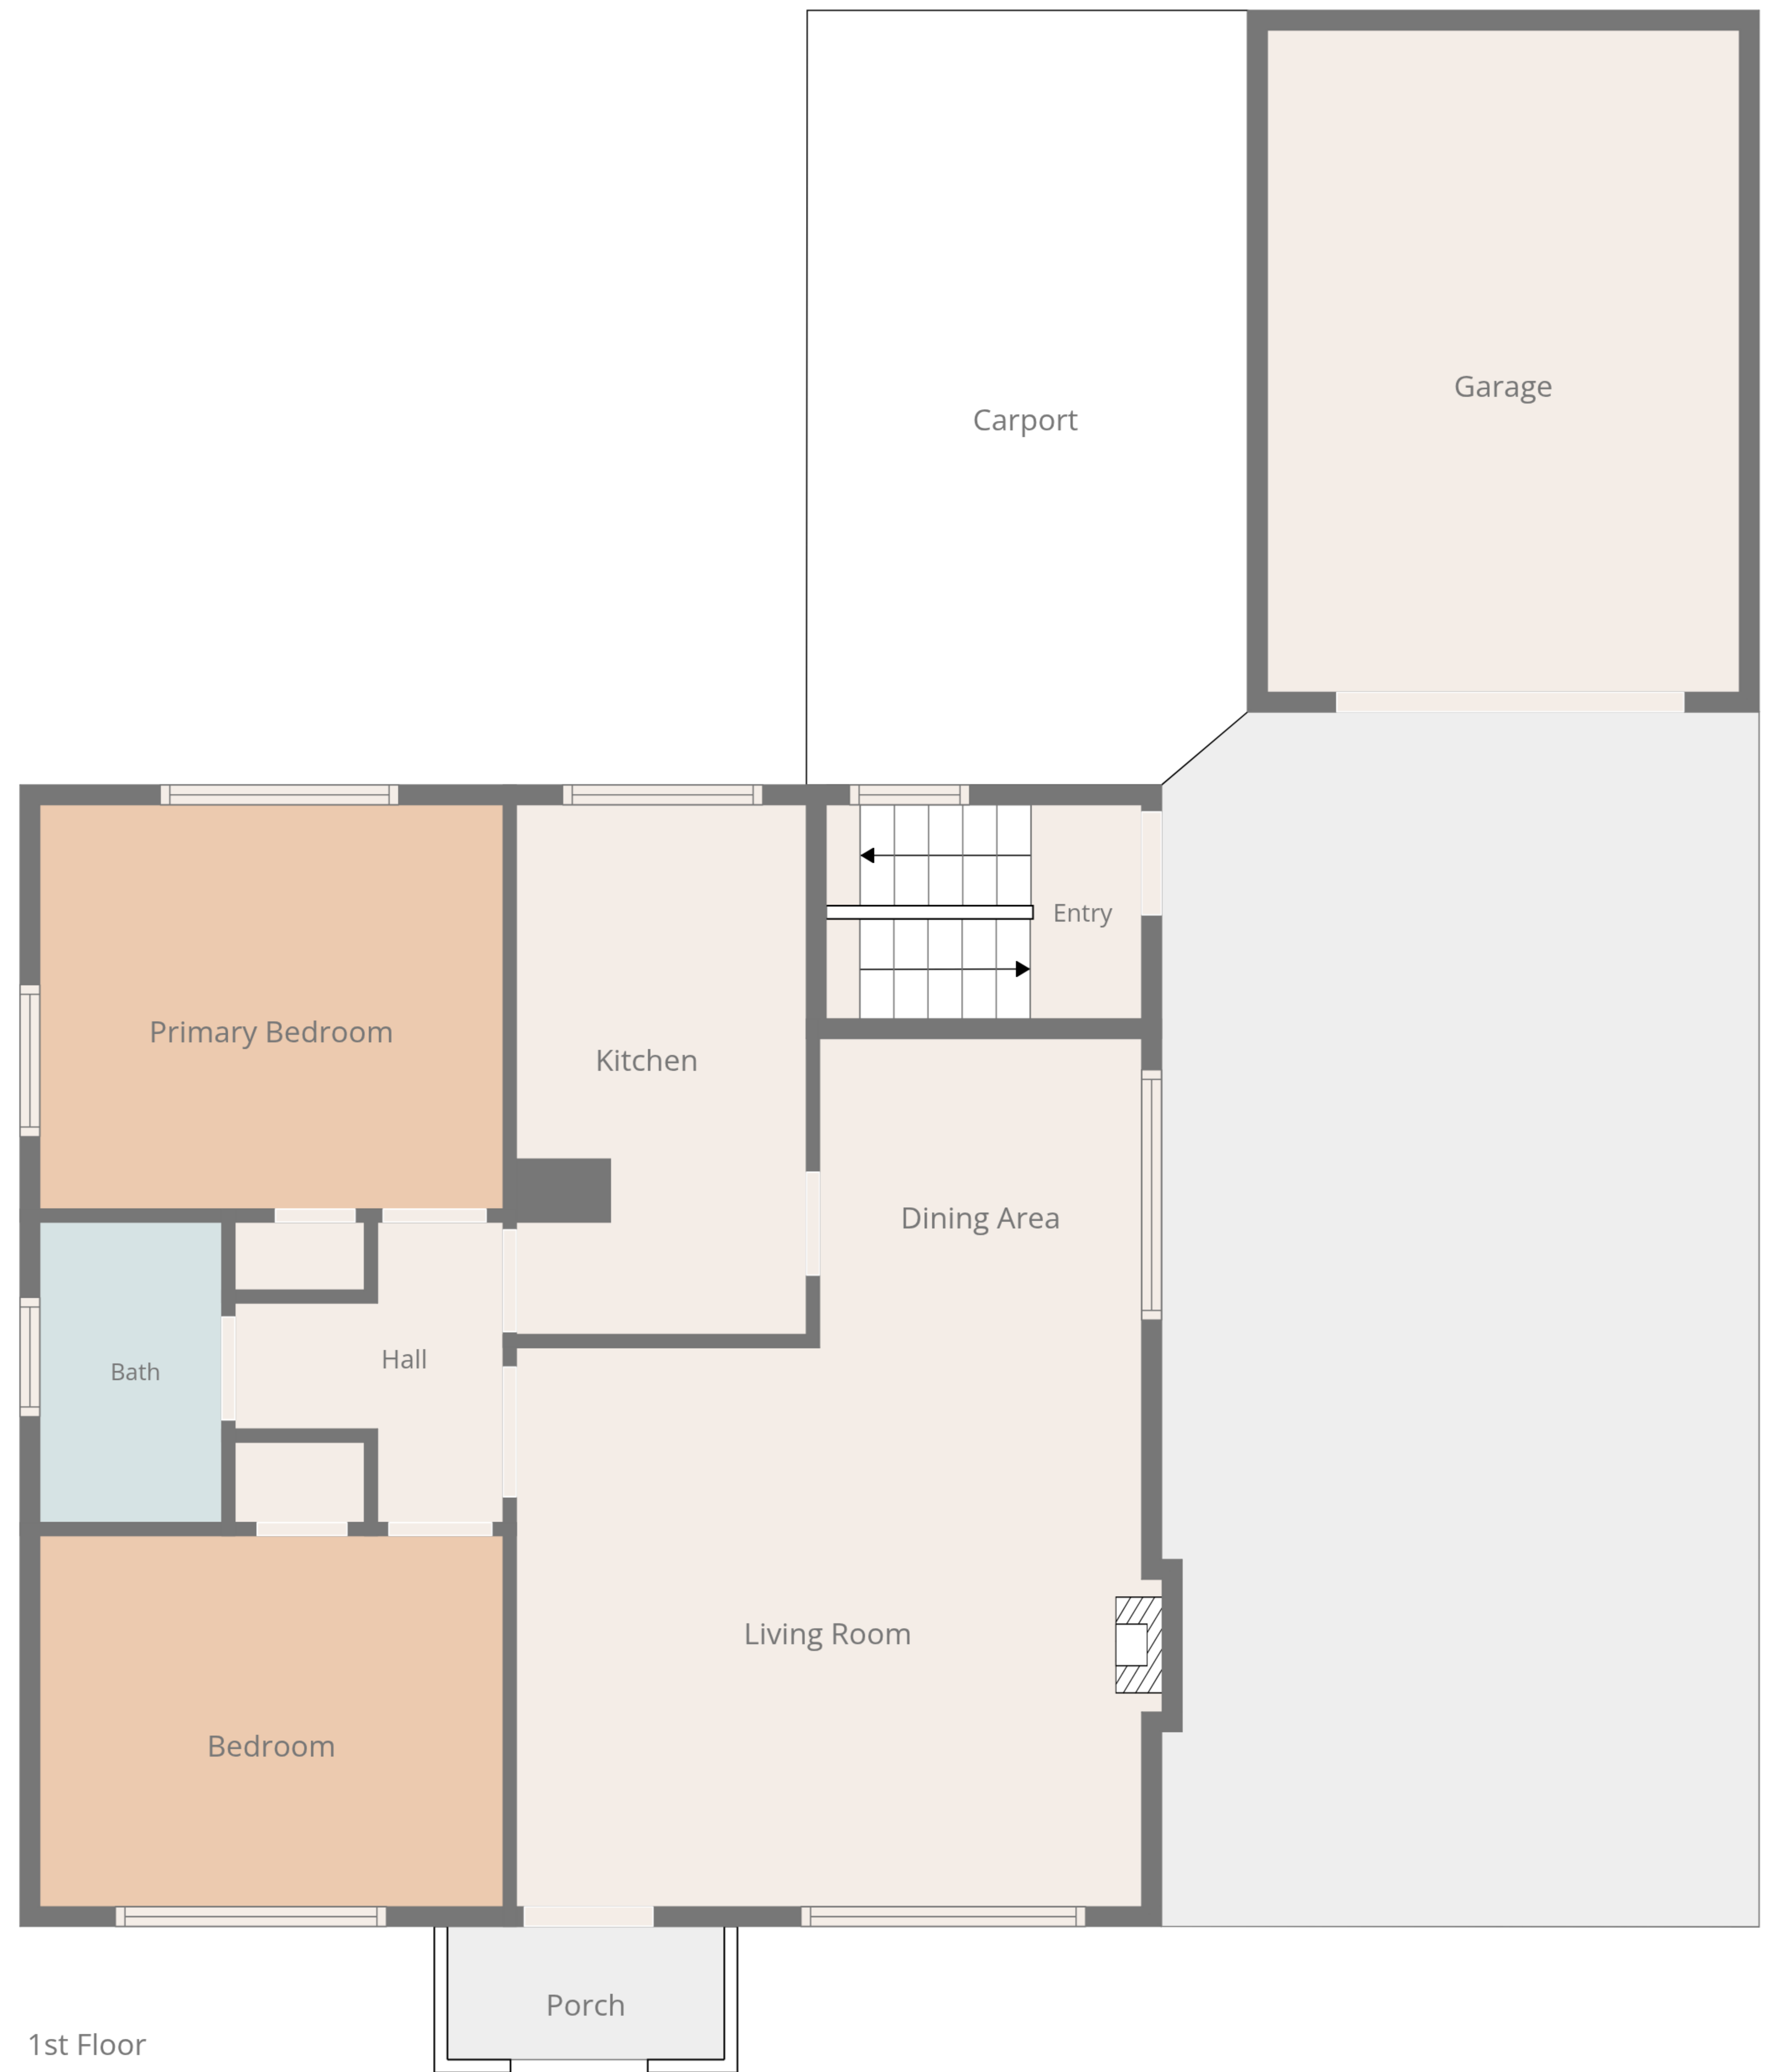 Garage
Carport
Entry
Primary Bedroom
Kitchen
Dining Area
Hall
Bath
Living Room
Bedroom
Porch
1st Floor